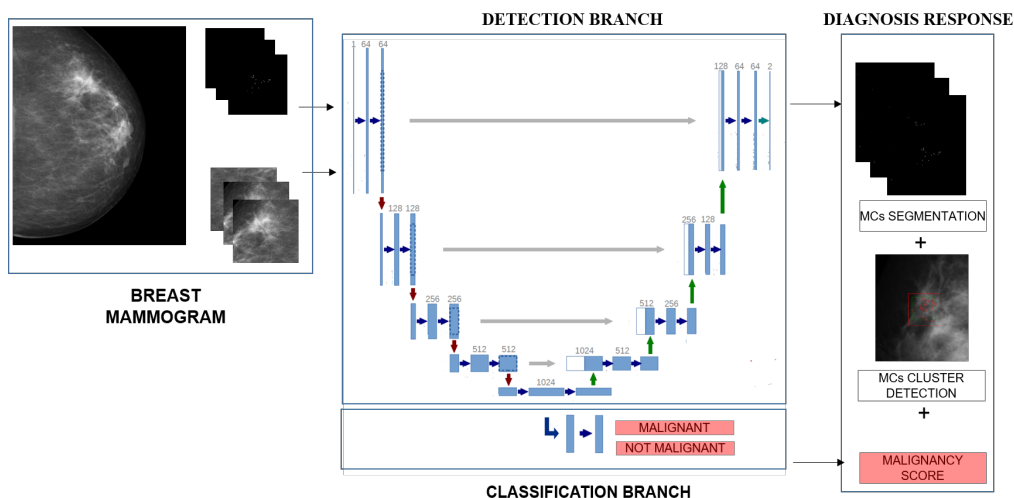 DETECTION BRANCH
DIAGNOSIS RESPONSE
1 64 64
128 64 64 2
128 128
256 128
256 256
512 256
512 512
1024 512
1024
BREAST
MAMMOGRAM
MALIGNANT
NOT MALIGNANT
CLASSIFICATION BRANCH
MCs SEGMENTATION
+
MCs CLUSTER
DETECTION
+
MALIGNANCY
SCORE